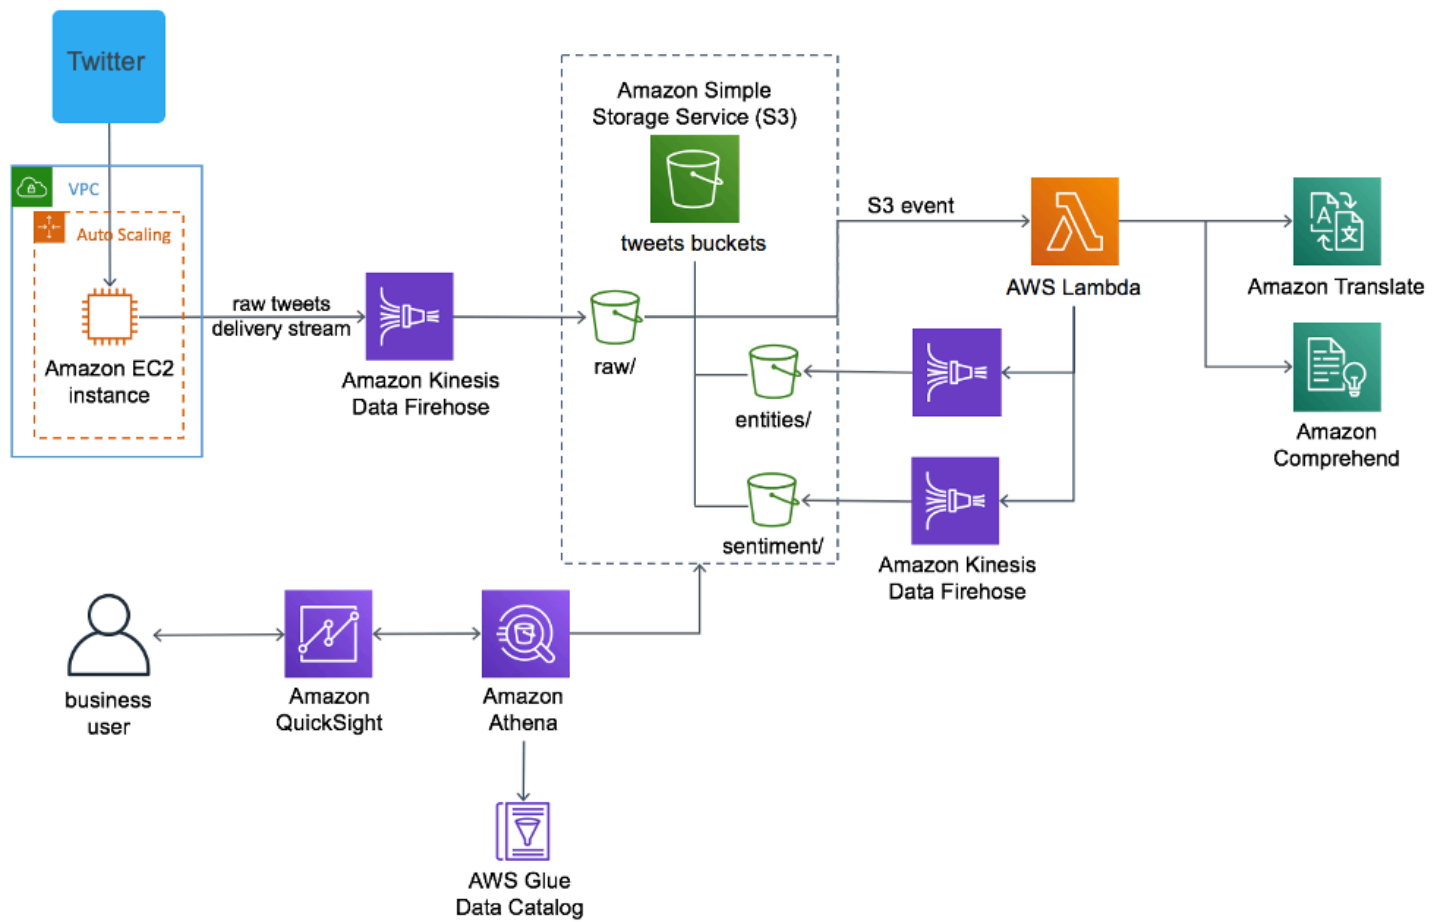 Twitter
VPC
Auto Scaling
Amazon EC2
instance
raw tweets
delivery stream
Amazon Kinesis
Data Firehose
Amazon Simple
Storage Service (S3)
tweets buckets
raw/
entities/
sentiment/
S3 event
AWS Lambda
A
文
Amazon Translate
Amazon
Comprehend
Amazon Kinesis
Data Firehose
business
user
Amazon
QuickSight
Amazon
Athena
AWS Glue
Data Catalog